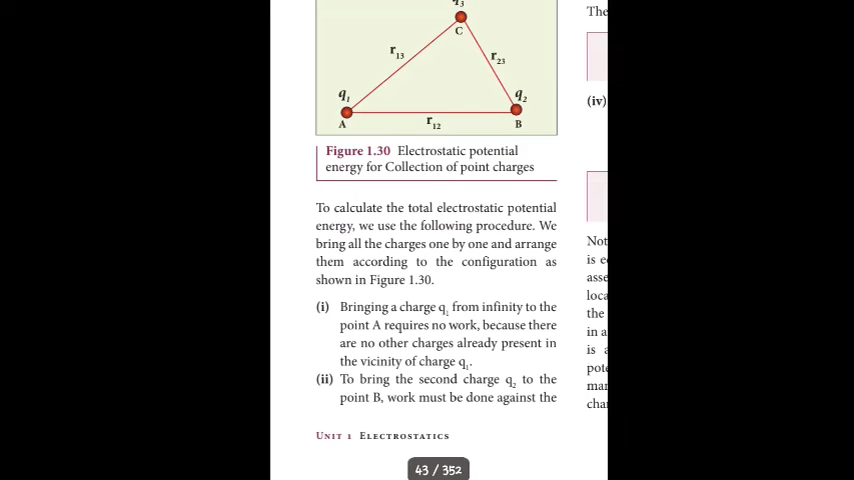 q3
C
r13
r23
q1
q2
A
r12
B
Figure 1.30 Electrostatic potential
energy for Collection of point charges
To calculate the total electrostatic potential
energy, we use the following procedure. We
bring all the charges one by one and arrange
them according to the configuration as
shown in Figure 1.30.
(i) Bringing a charge q1 from infinity to the
point A requires no work, because there
are no other charges already present in
the vicinity of charge q1.
(ii) To bring the second charge q2 to the
point B, work must be done against the
UNIT 1 ELECTROSTATICS
The
(iv)
Not
is
asse
loca
the
in a
is a
pote
mar
cha
43 / 352